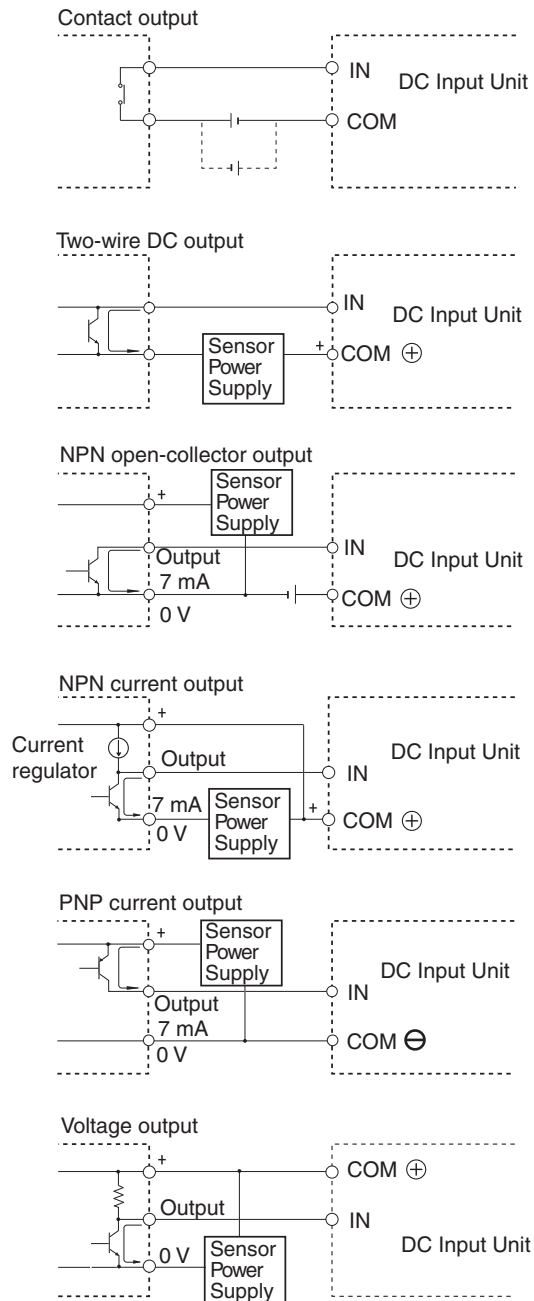 Contact output
IN
DC Input Unit
COM
Two-wire DC output
IN
DC Input Unit
Sensor
Power
Supply
+
COM ⊕
NPN open-collector output
+
Sensor
Power
Supply
Output
IN
DC Input Unit
7 mA
COM ⊕
0 V
NPN current output
+
Current
regulator
Output
DC Input Unit
IN
7 mA
Sensor
Power
Supply
+
COM ⊕
0 V
PNP current output
+
Sensor
Power
Supply
DC Input Unit
Output
IN
7 mA
COM ⊖
0 V
Voltage output
+
COM ⊕
Output
IN
0 V
Sensor
Power
Supply
DC Input Unit